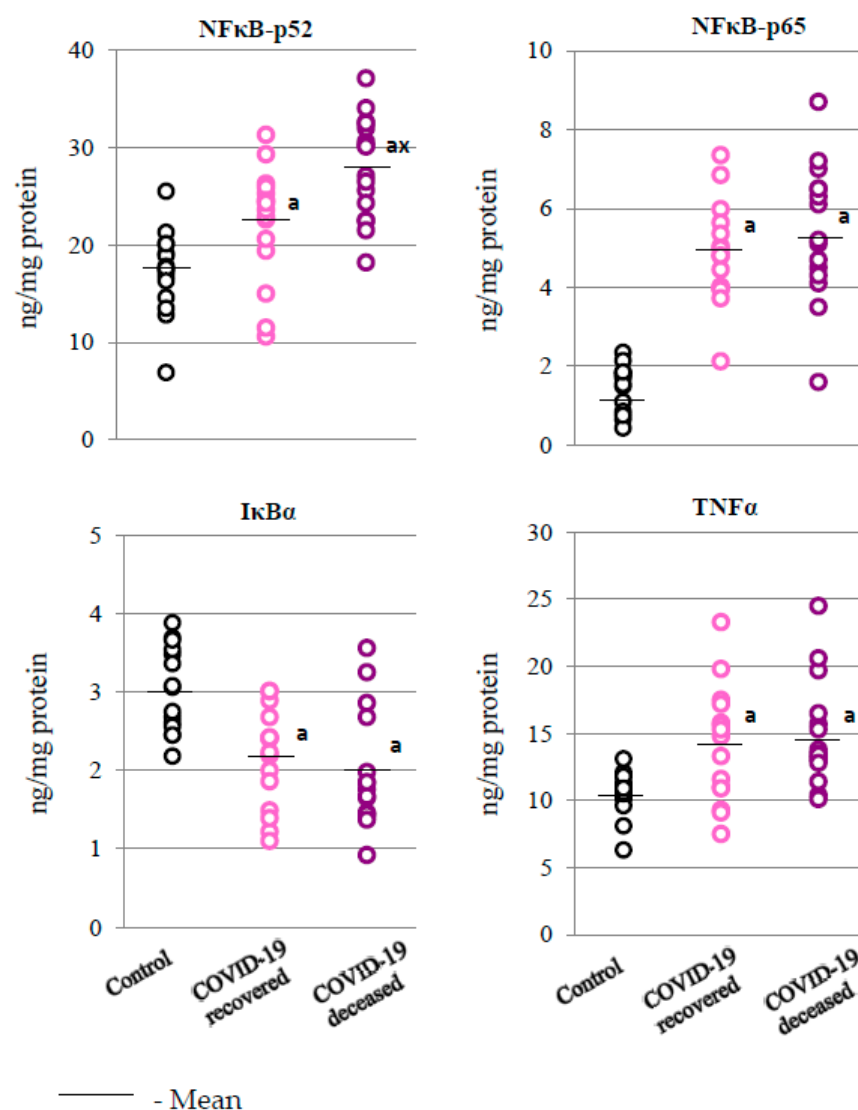 NFκB-p52
40
30
20
10
0
ng/mg protein
a
ax
NFκB-p65
10
8
6
4
2
0
ng/mg protein
a
a
IκBα
5
4
3
2
1
0
ng/mg protein
a
a
Control
COVID-19
recovered
COVID-19
deceased
TNFα
30
25
20
15
10
5
0
ng/mg protein
a
a
Control
COVID-19
recovered
COVID-19
deceased
- Mean